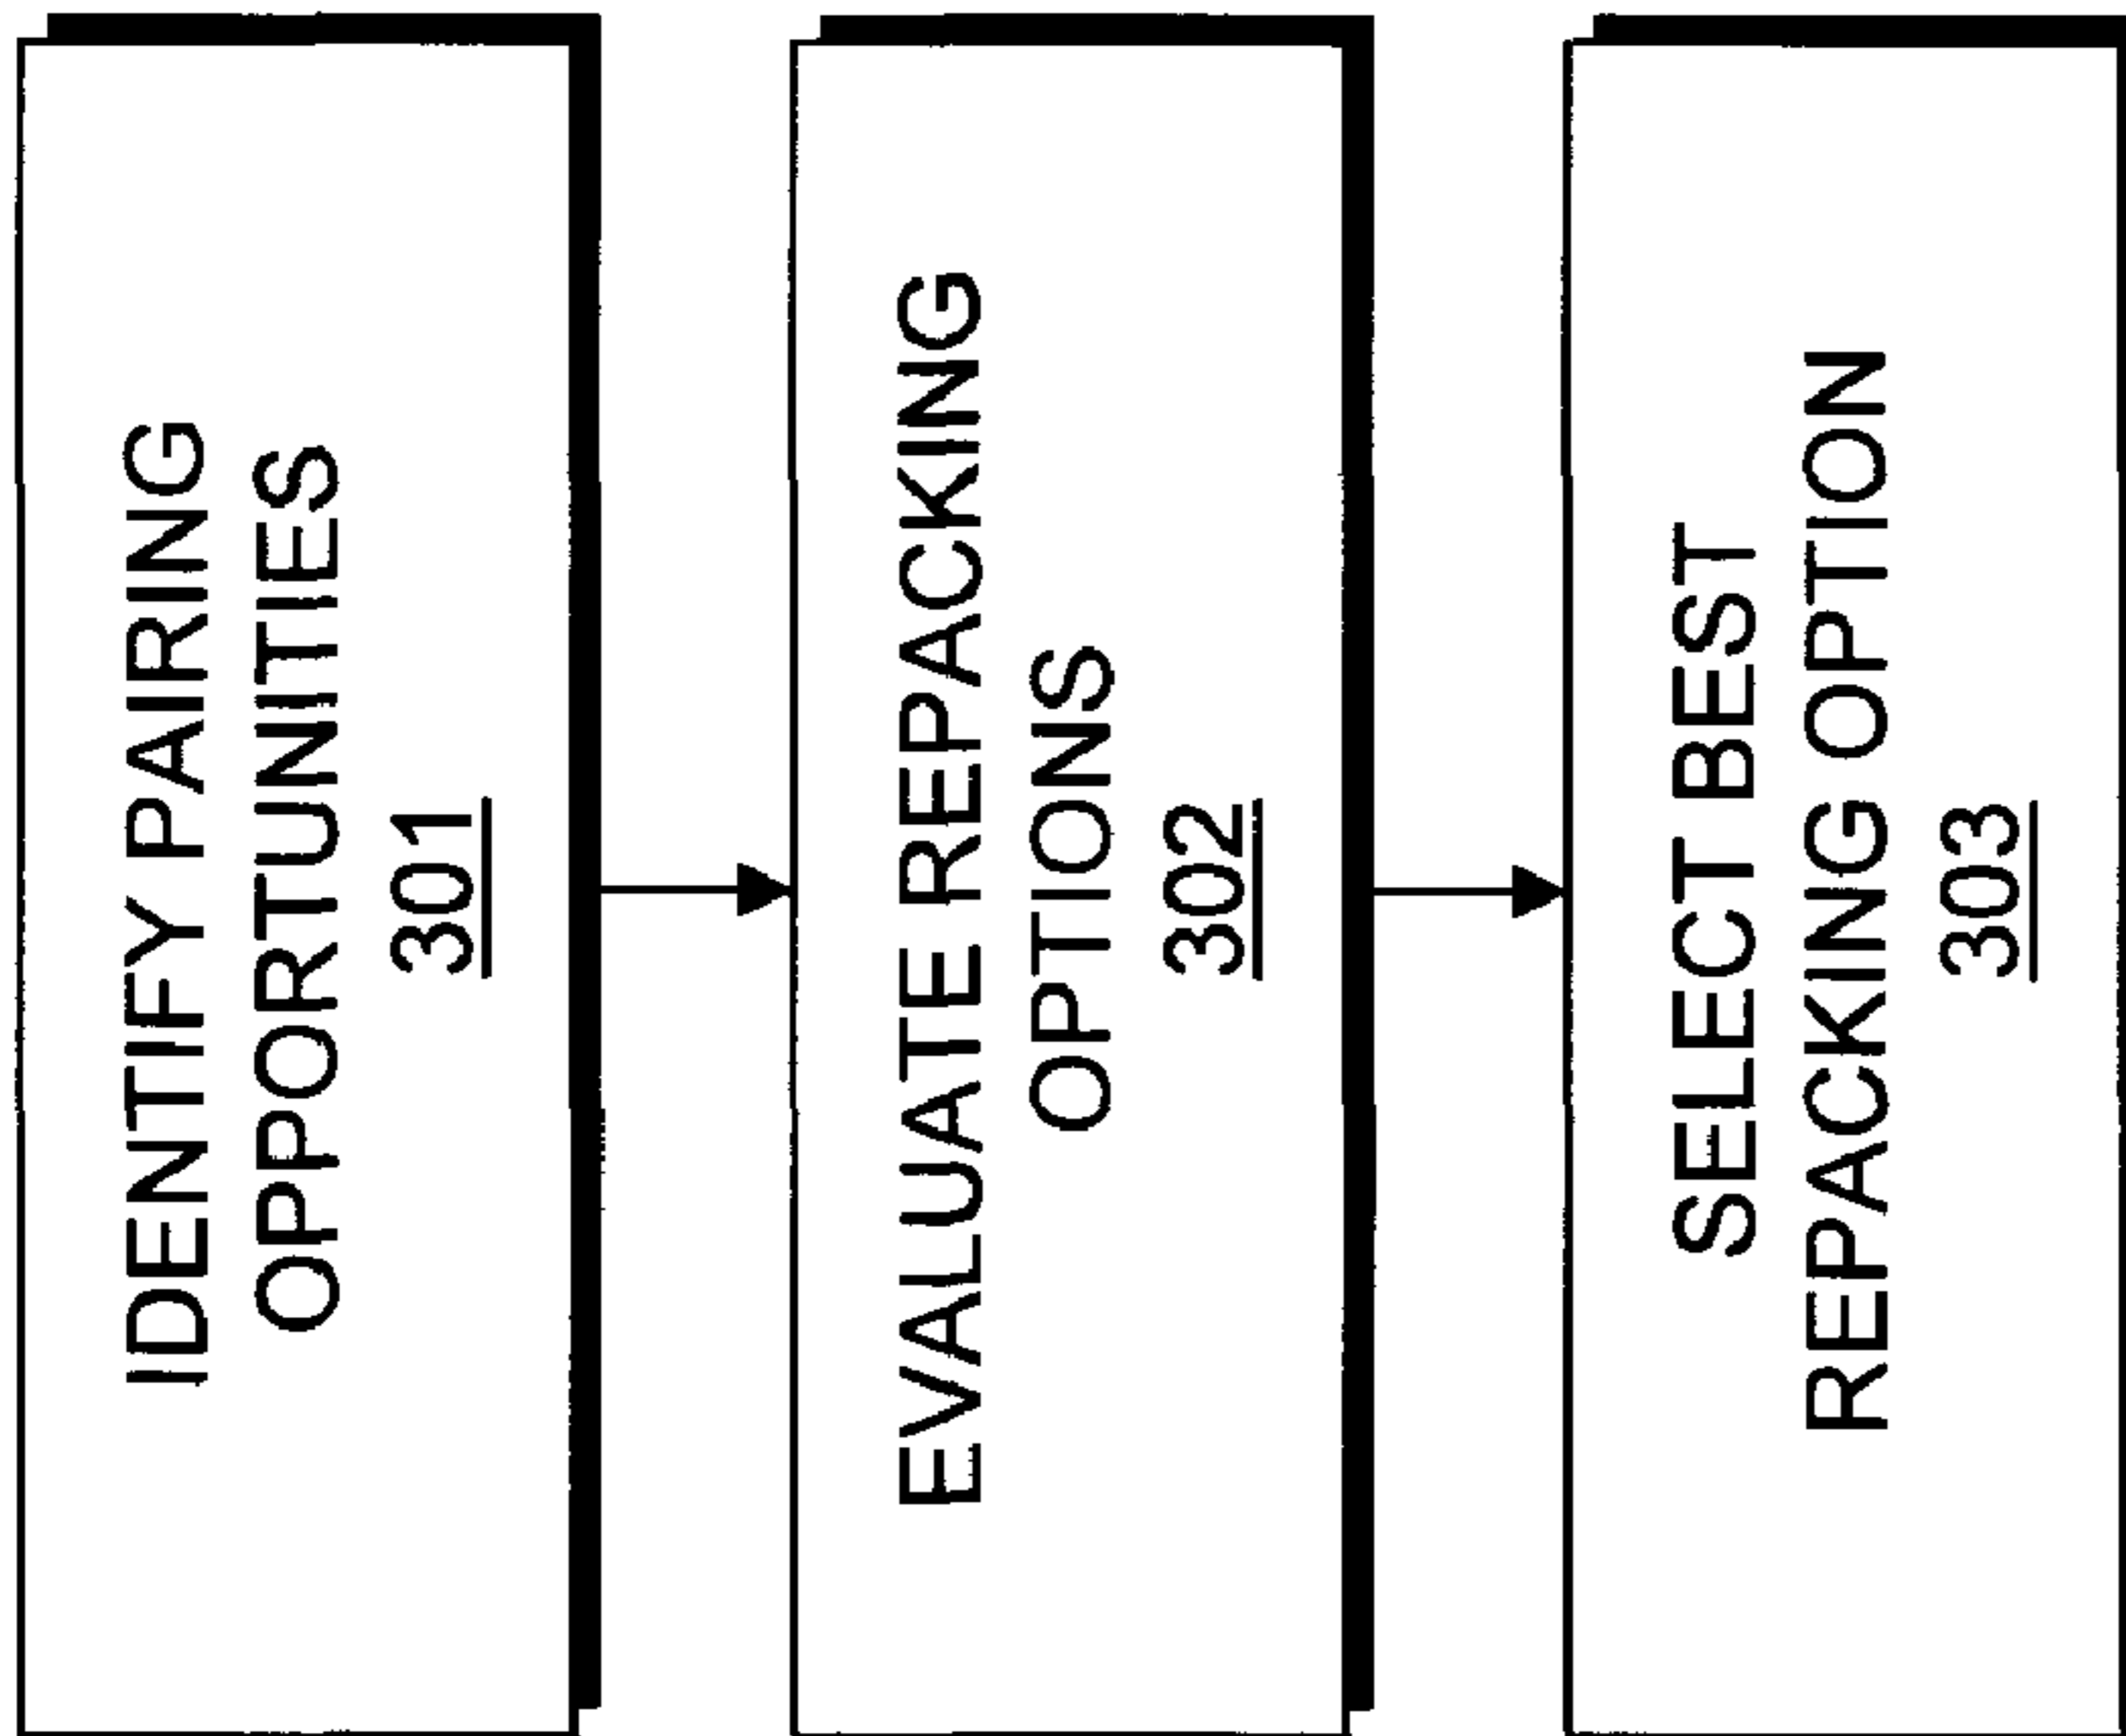 IDENTIFY PAIRING
OPPORTUNITIES
301
EVALUATE REPACKING
OPTIONS
302
SELECT BEST
REPACKING OPTION
303